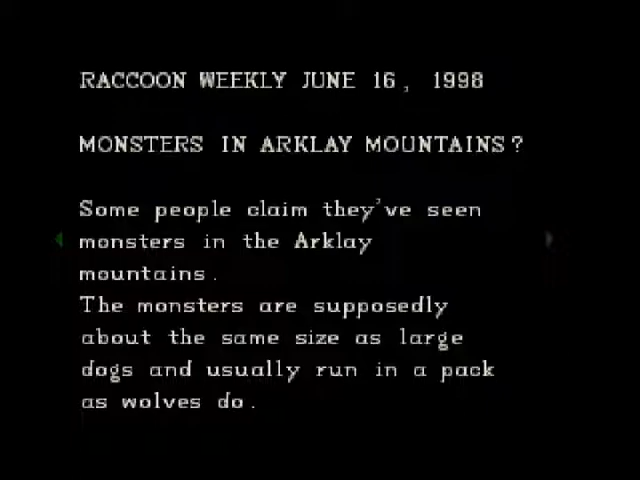 RACCOON WEEKLY JUNE 16, 1998
MONSTERS IN ARKLAY MOUNTAINS?
Some people claim they've seen
monsters in the Arklay
mountains.
The monsters are supposedly
about the same size as large
dogs and usually run in a pack
as wolves do.